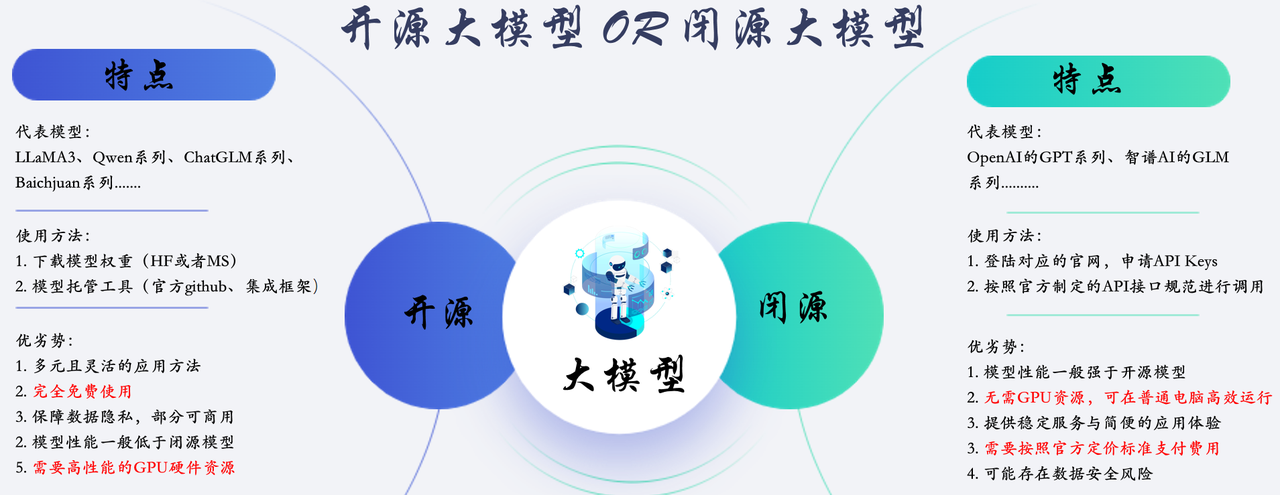 开源大模型 OR 闭源大模型
特点
代表模型：
LLaMA3、Qwen系列、ChatGLM系列、
Baichjuan系列.......
使用方法：
1. 下载模型权重（HF或者MS）
2. 模型托管工具（官方github、集成框架）
优劣势：
1. 多元且灵活的应用方法
2. 完全免费使用
3. 保障数据隐私，部分可商用
2. 模型性能一般低于闭源模型
5. 需要高性能的GPU硬件资源
开源
大模型
闭源
特点
代表模型：
OpenAI的GPT系列、智谱AI的GLM
系列..........
使用方法：
1. 登陆对应的官网，申请API Keys
2. 按照官方制定的API接口规范进行调用
优劣势：
1. 模型性能一般强于开源模型
2. 无需GPU资源，可在普通电脑高效运行
3. 提供稳定服务与简便的应用体验
3. 需要按照官方定价标准支付费用
4. 可能存在数据安全风险